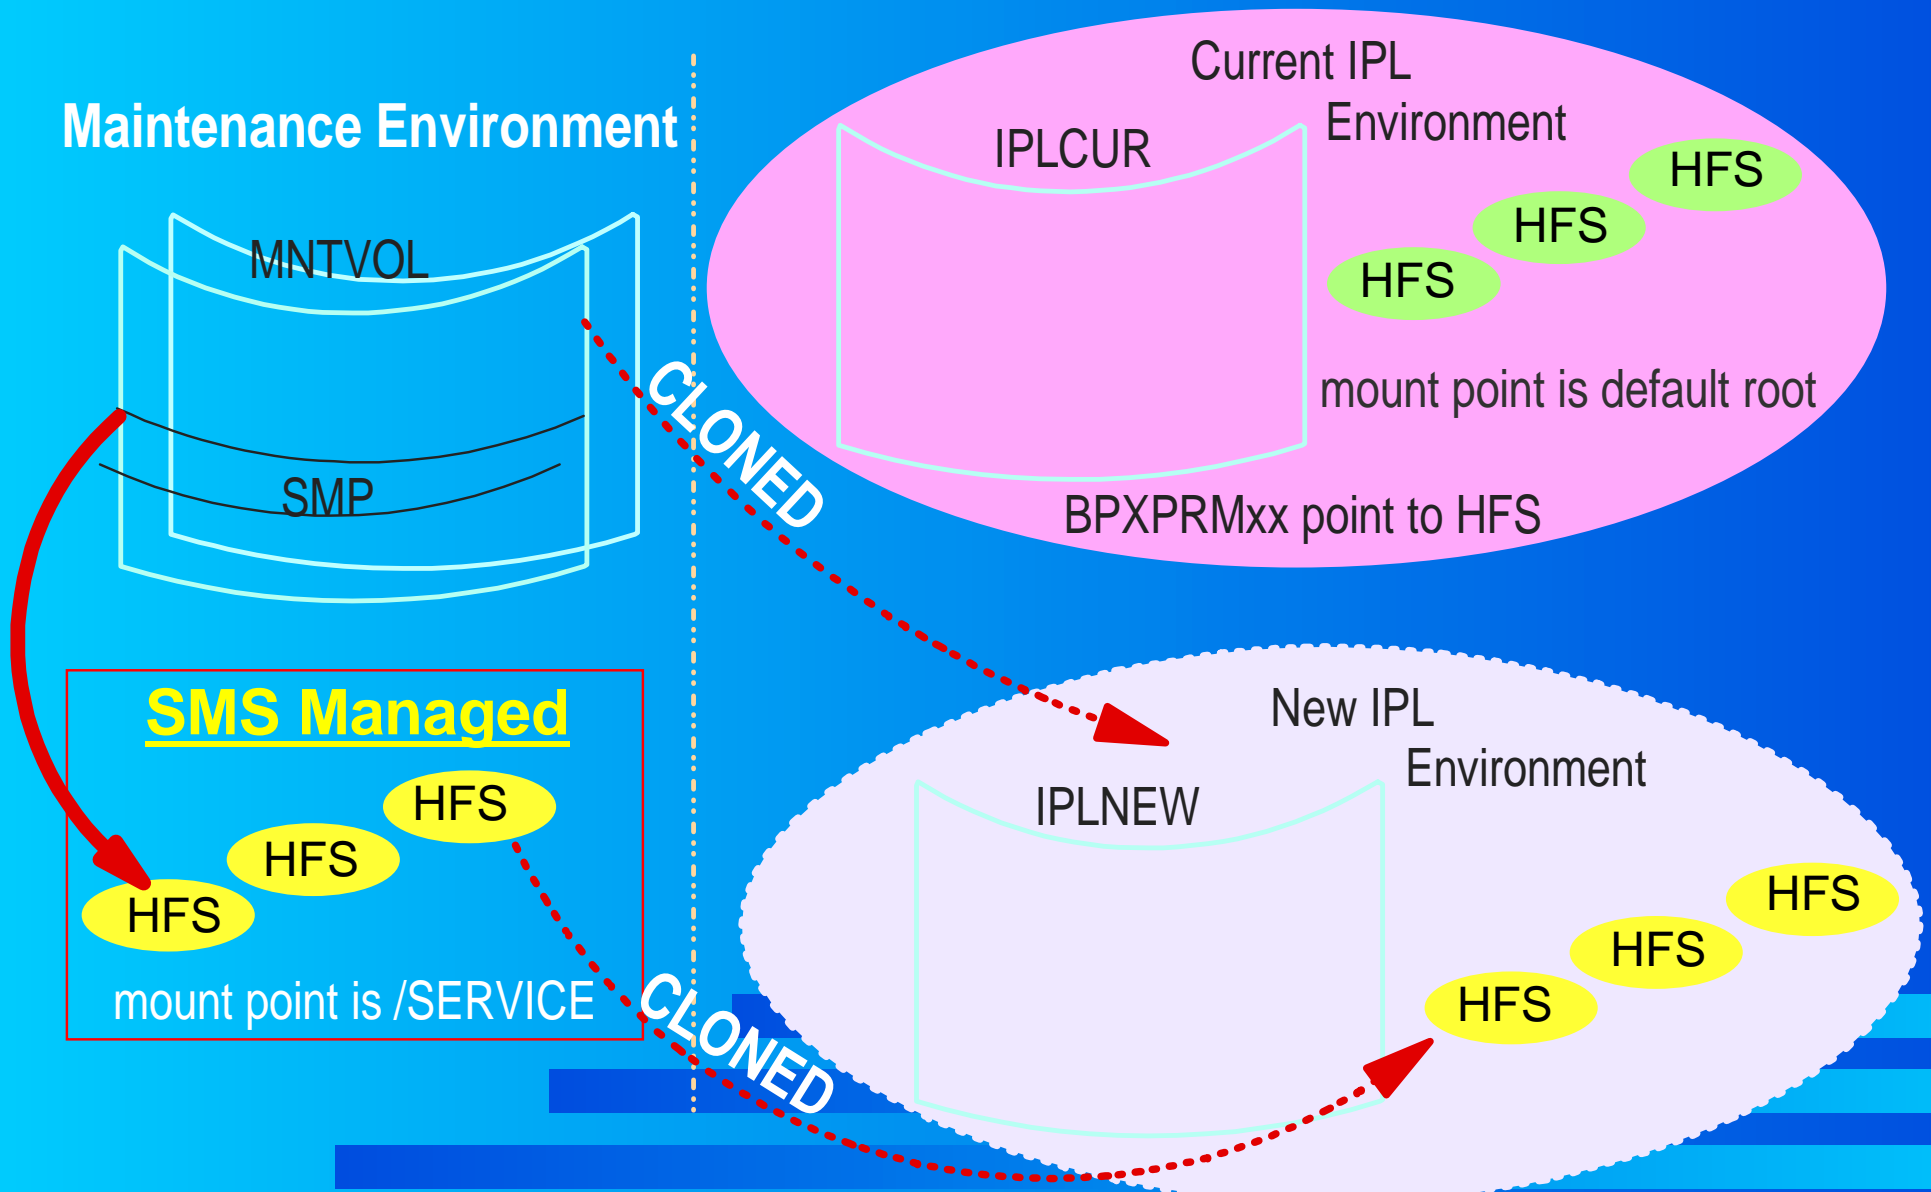 Maintenance Environment
MNTVOL
SMP
SMS Managed
HFS
HFS
HFS
mount point is /SERVICE
CLONED
CLONED
Current IPL
Environment
IPLCUR
HFS
HFS
HFS
mount point is default root
BPXPRMxx point to HFS
New IPL
Environment
IPLNEW
HFS
HFS
HFS